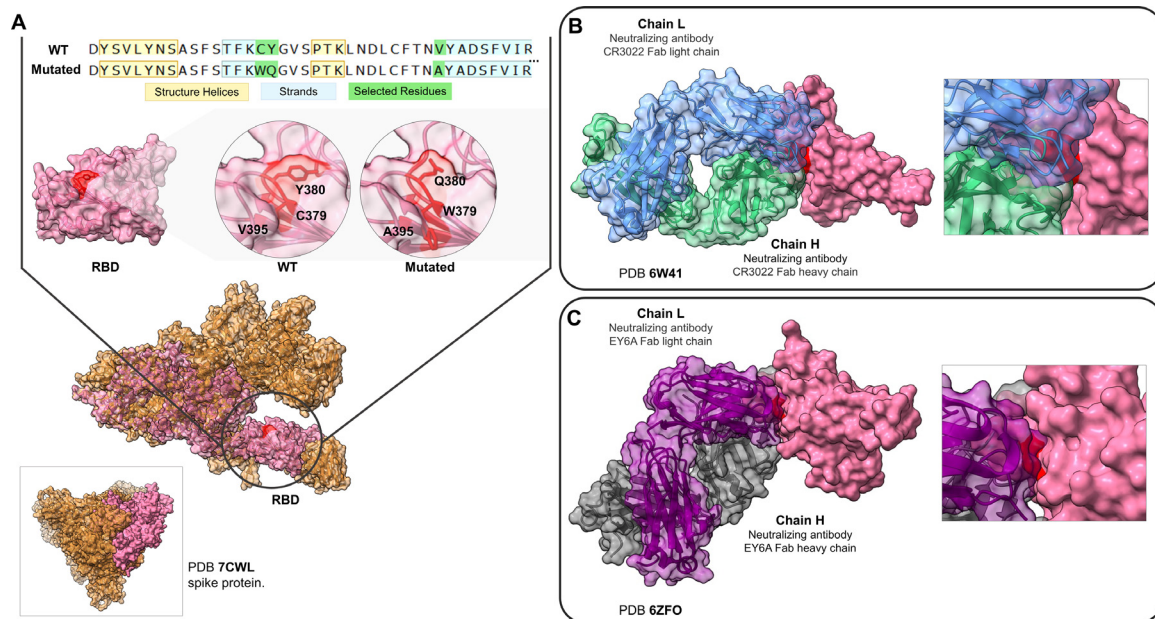 A
WT DYSVLYNSASFSTFKCYGVSPTKLNDLCFTNVYADSFVIR
Mutated DYSVLYNSASFSTFKWQGVSPTKLNDLCFTNAYADSFVIR
...
Structure Helices Strands Selected Residues
Y380
C379
V395
Q380
W379
A395
RBD WT Mutated
RBD
PDB 7CWL
spike protein.
B
Chain L
Neutralizing antibody
CR3022 Fab light chain
Chain H
Neutralizing antibody
CR3022 Fab heavy chain
PDB 6W41
C
Chain L
Neutralizing antibody
EY6A Fab light chain
Chain H
Neutralizing antibody
EY6A Fab heavy chain
PDB 6ZFO